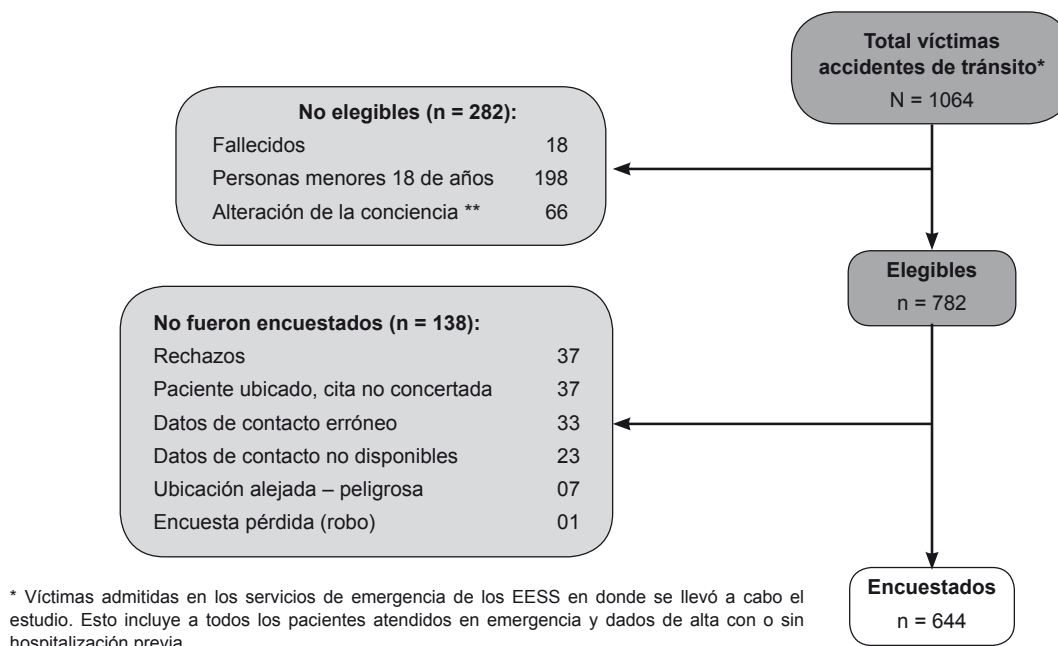 Total víctimas
accidentes de tránsito*
N = 1064
No elegibles (n = 282):
Fallecidos 18
Personas menores 18 de años 198
Alteración de la conciencia ** 66
Elegibles
n = 782
No fueron encuestados (n = 138):
Rechazos 37
Paciente ubicado, cita no concertada 37
Datos de contacto erróneo 33
Datos de contacto no disponibles 23
Ubicación alejada – peligrosa 07
Encuesta pérdida (robo) 01
Encuestados
n = 644
* Víctimas admitidas en los servicios de emergencia de los EESS en donde se llevó a cabo el
estudio. Esto incluye a todos los pacientes atendidos en emergencia y dados de alta con o sin
hospitalización previa